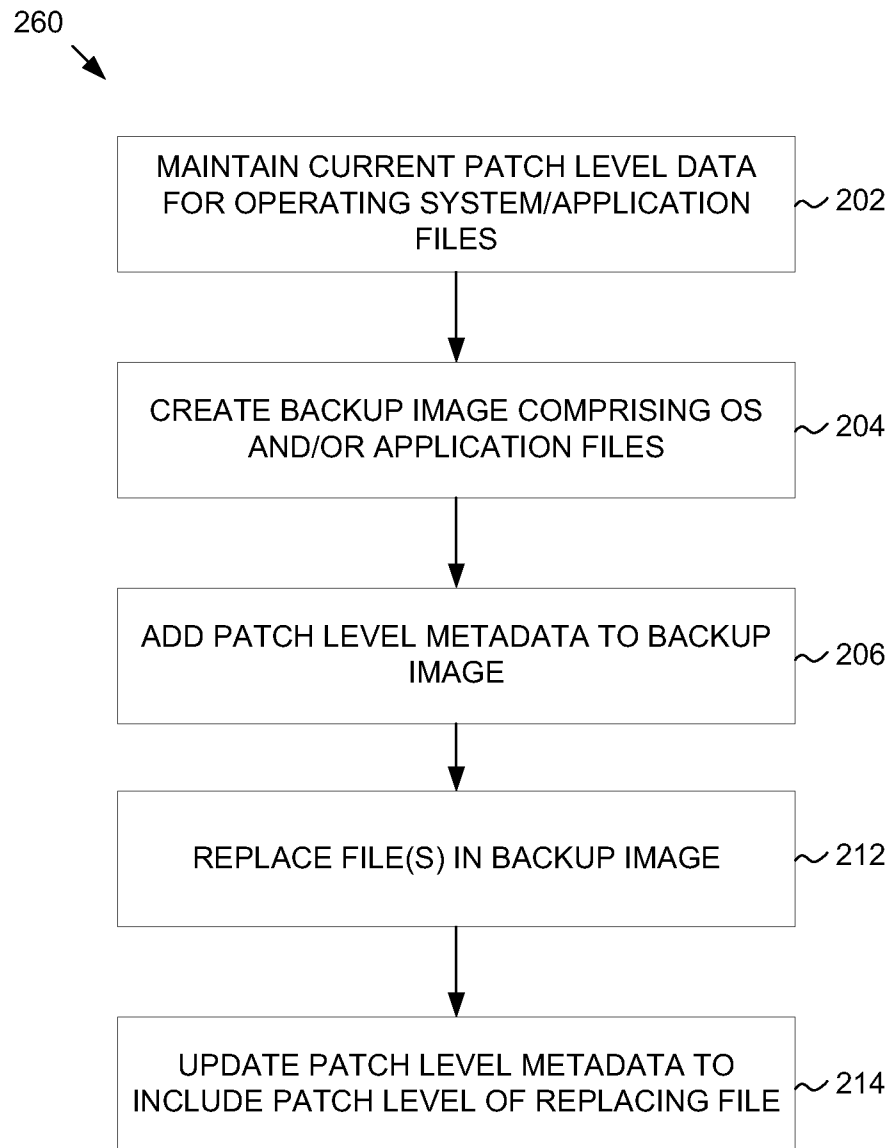 260
MAINTAIN CURRENT PATCH LEVEL DATA
FOR OPERATING SYSTEM/APPLICATION
FILES
202
CREATE BACKUP IMAGE COMPRISING OS
AND/OR APPLICATION FILES
204
ADD PATCH LEVEL METADATA TO BACKUP
IMAGE
206
REPLACE FILE(S) IN BACKUP IMAGE
212
UPDATE PATCH LEVEL METADATA TO
INCLUDE PATCH LEVEL OF REPLACING FILE
214